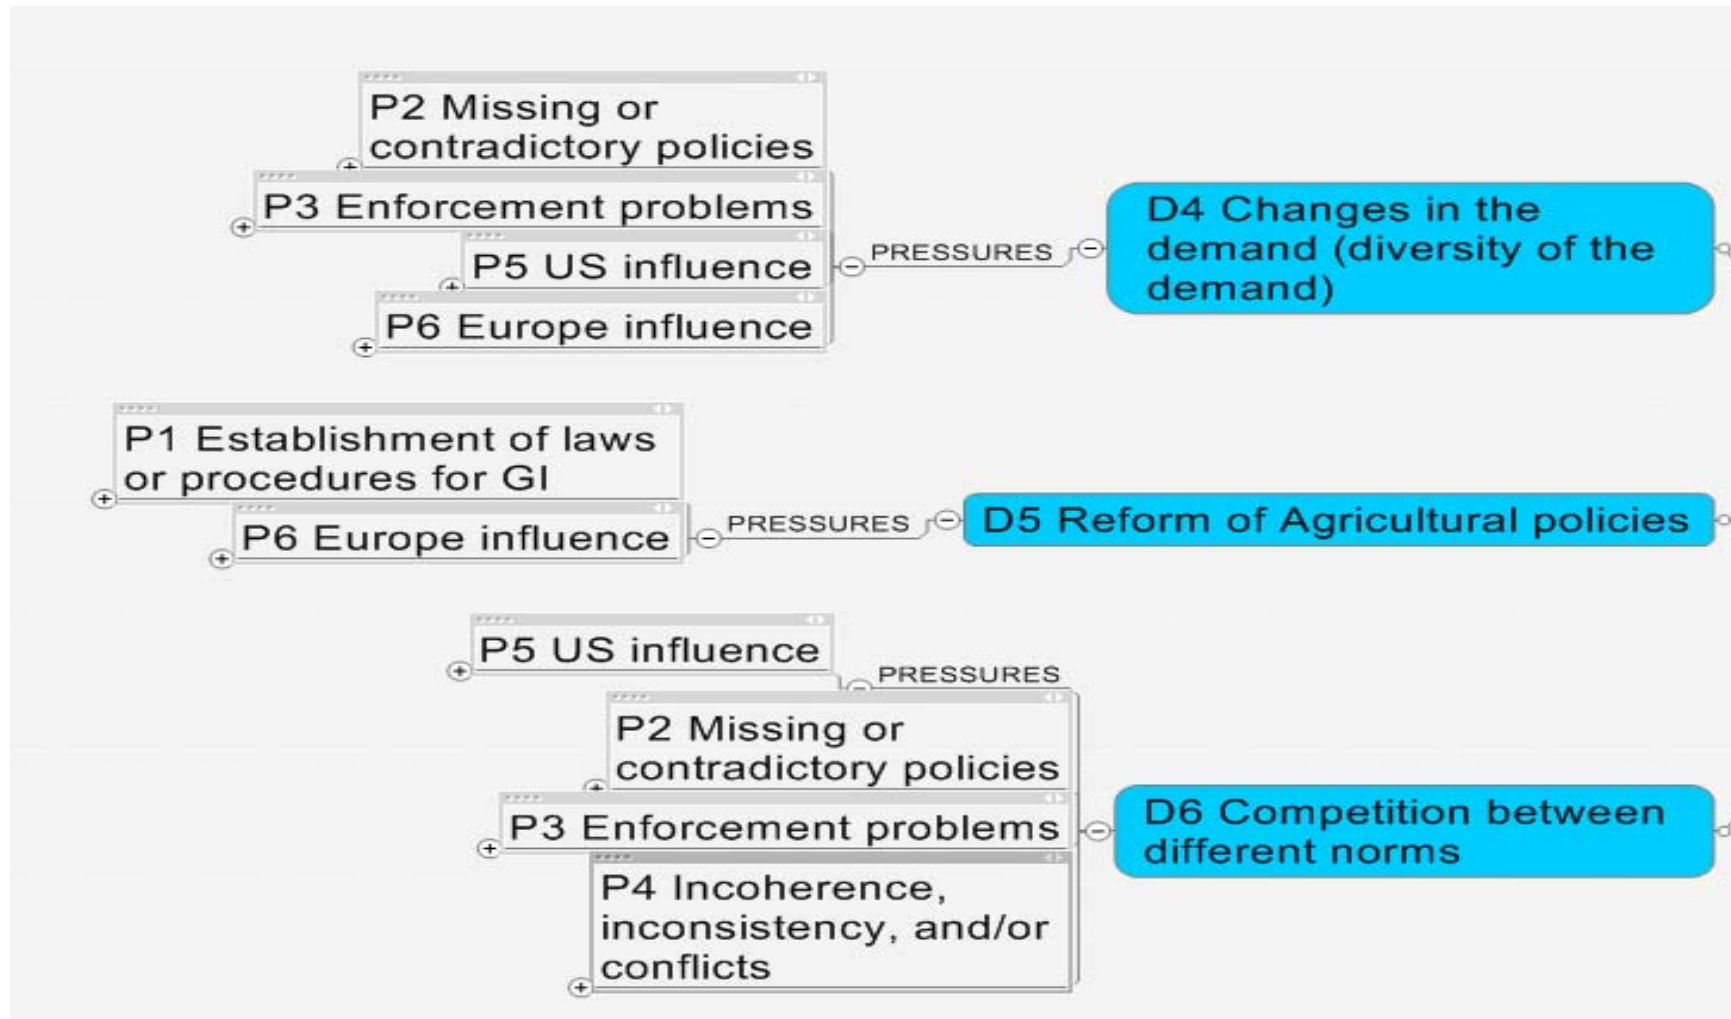 P2 Missing or
contradictory policies
P3 Enforcement problems
P5 US influence
P6 Europe influence
PRESSURES
D4 Changes in the
demand (diversity of the
demand)
P1 Establishment of laws
or procedures for GI
P6 Europe influence
PRESSURES
D5 Reform of Agricultural policies
P5 US influence
PRESSURES
P2 Missing or
contradictory policies
P3 Enforcement problems
P4 Incoherence,
inconsistency, and/or
conflicts
D6 Competition between
different norms